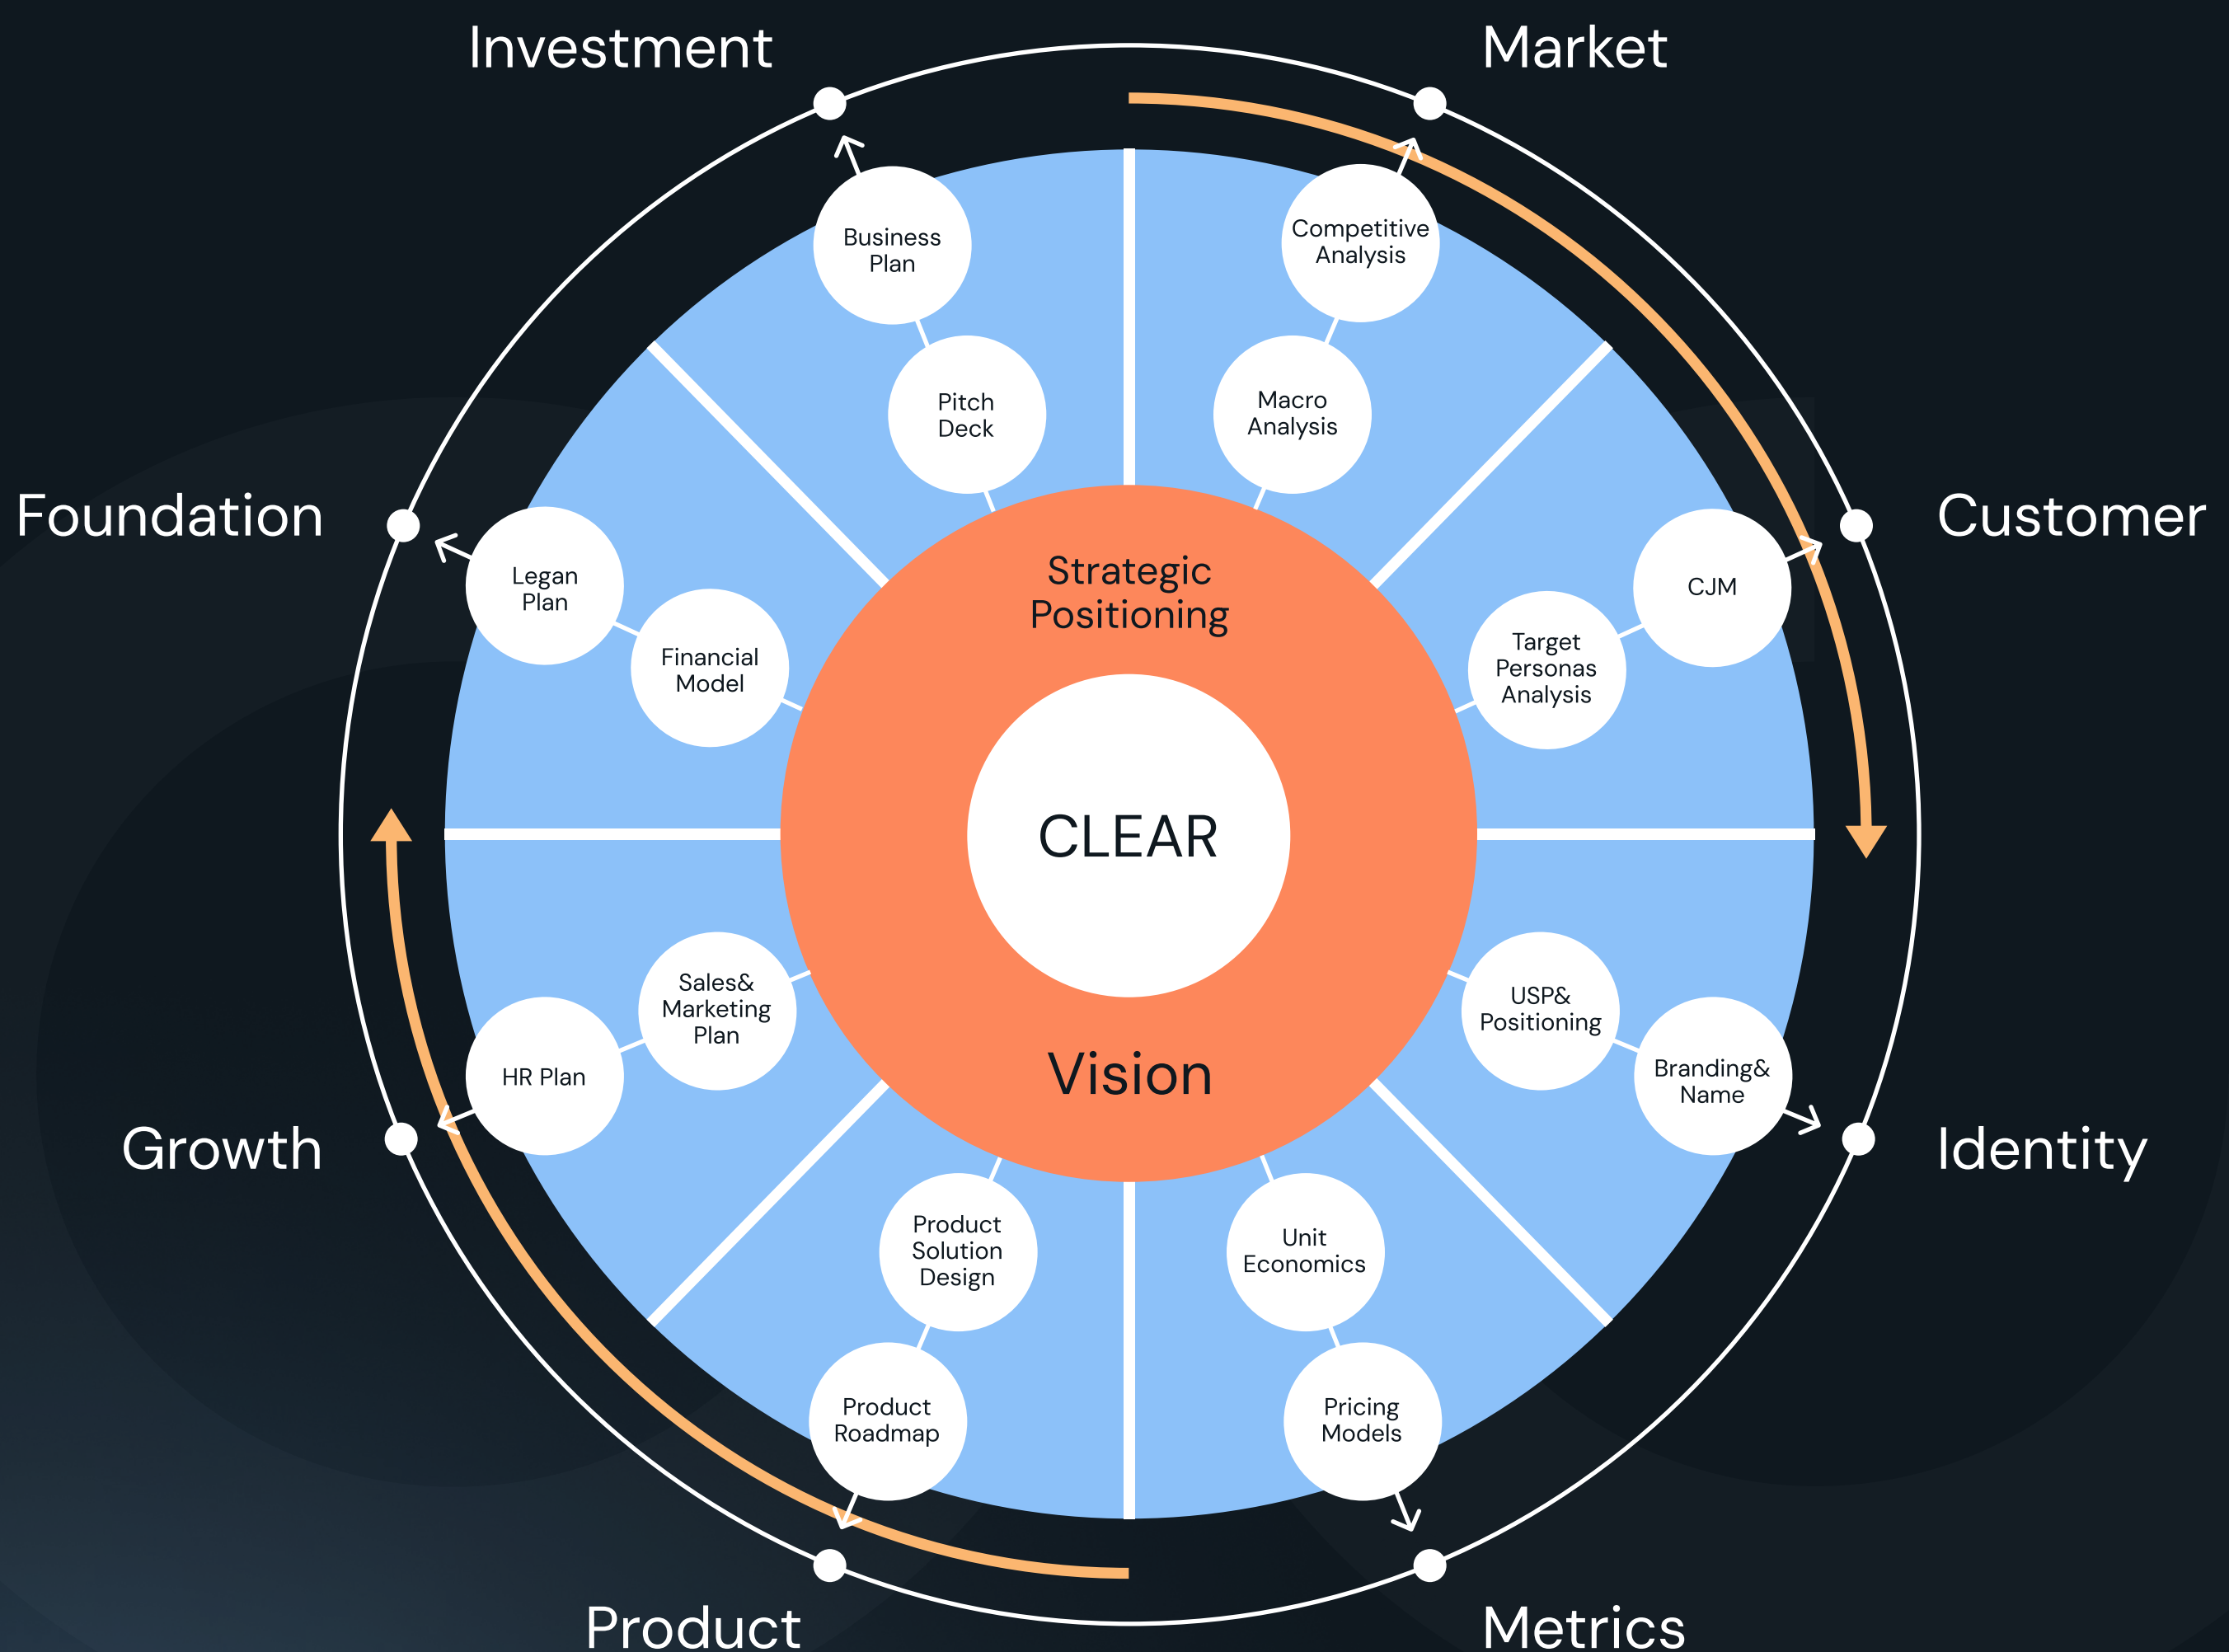 Investment
Market
Business
Plan
Competitive
Analysis
Pitch
Deck
Macro
Analysis
Foundation
Customer
Legan
Plan
CJM
Financial
Model
Target
Personas
Analysis
Strategic
Positioning
CLEAR
Vision
Sales&
Marketing
Plan
USP&
Positioning
HR Plan
Branding&
Name
Growth
Identity
Product
Solution
Design
Unit
Economics
Product
Roadmap
Pricing
Models
Product
Metrics